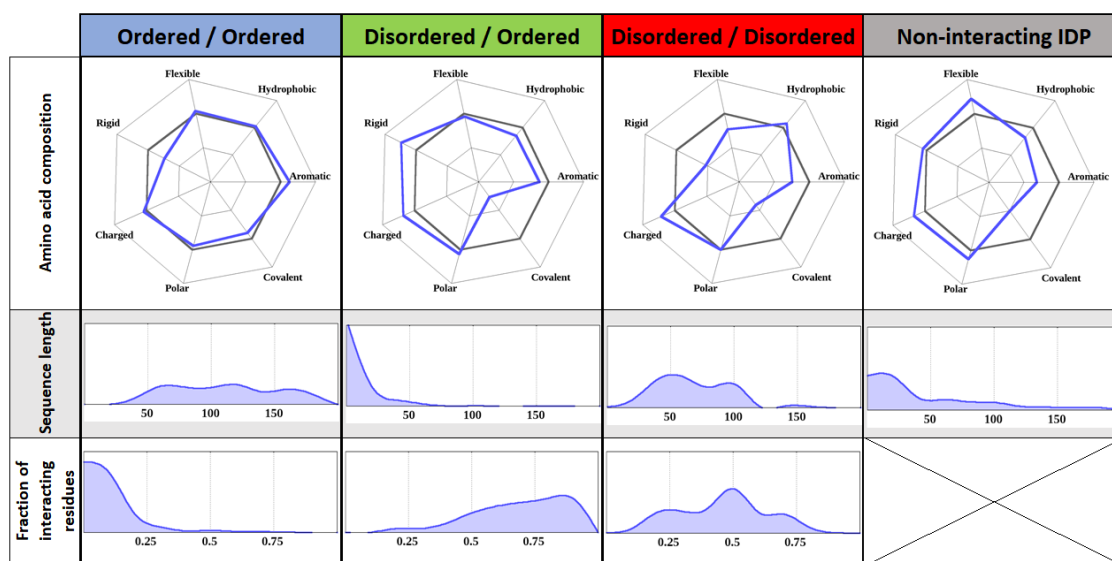 Ordered / Ordered
Disordered / Ordered
Disordered / Disordered
Non-interacting IDP
Amino acid composition
Flexible
Hydrophobic
Rigid
Aromatic
Charged
Covalent
Polar
Flexible
Hydrophobic
Rigid
Aromatic
Charged
Covalent
Polar
Flexible
Hydrophobic
Rigid
Aromatic
Charged
Covalent
Polar
Flexible
Hydrophobic
Rigid
Aromatic
Charged
Covalent
Polar
Sequence length
50 100 150
50 100 150
50 100 150
50 100 150
Fraction of
interacting
residues
0.25 0.5 0.75
0.25 0.5 0.75
0.25 0.5 0.75